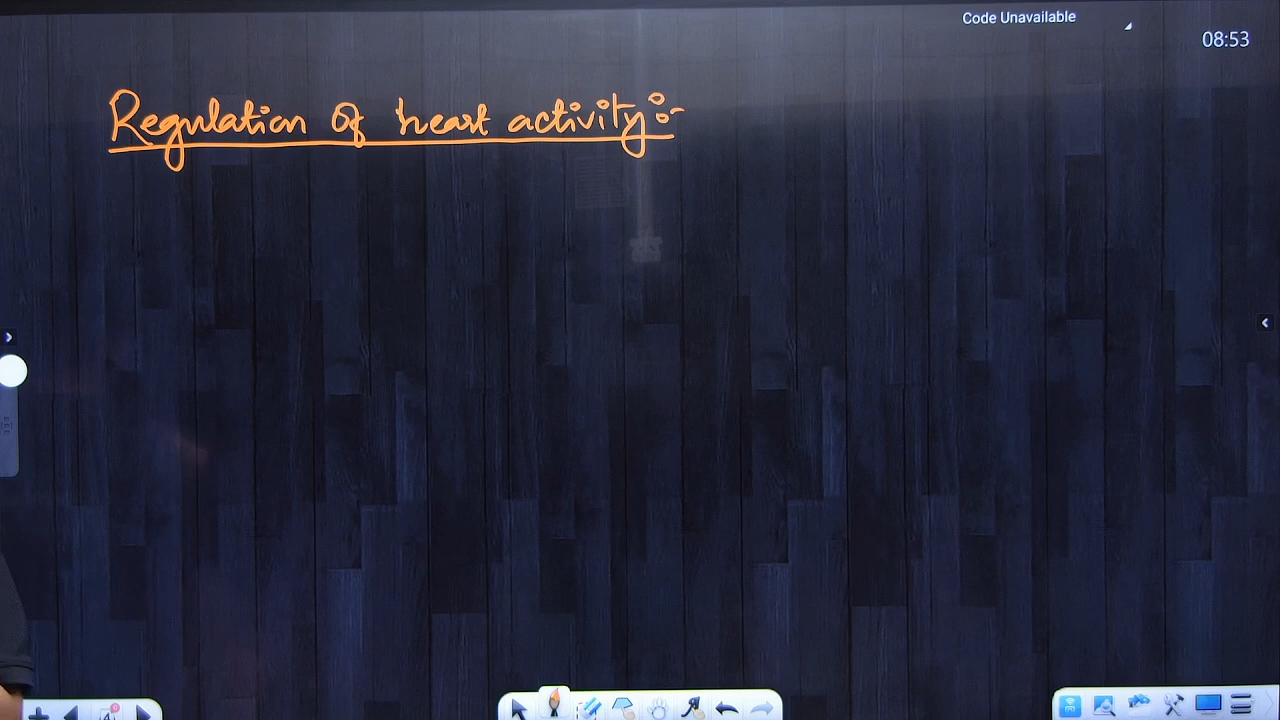 Code Unavailable
08:53
Regulation of heart activity :-